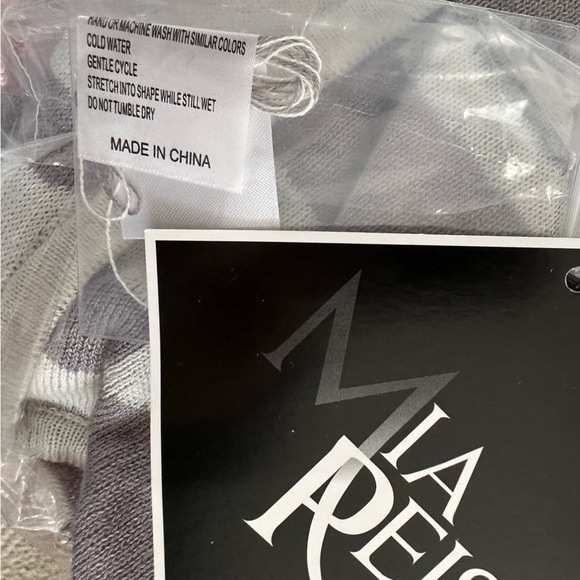 HAND OR MACHINE WASH WITH SIMILAR COLORS
COLD WATER
GENTLE CYCLE
STRETCH INTO SHAPE WHILE STILL WET
DO NOT TUMBLE DRY
MADE IN CHINA
MIA
REIS